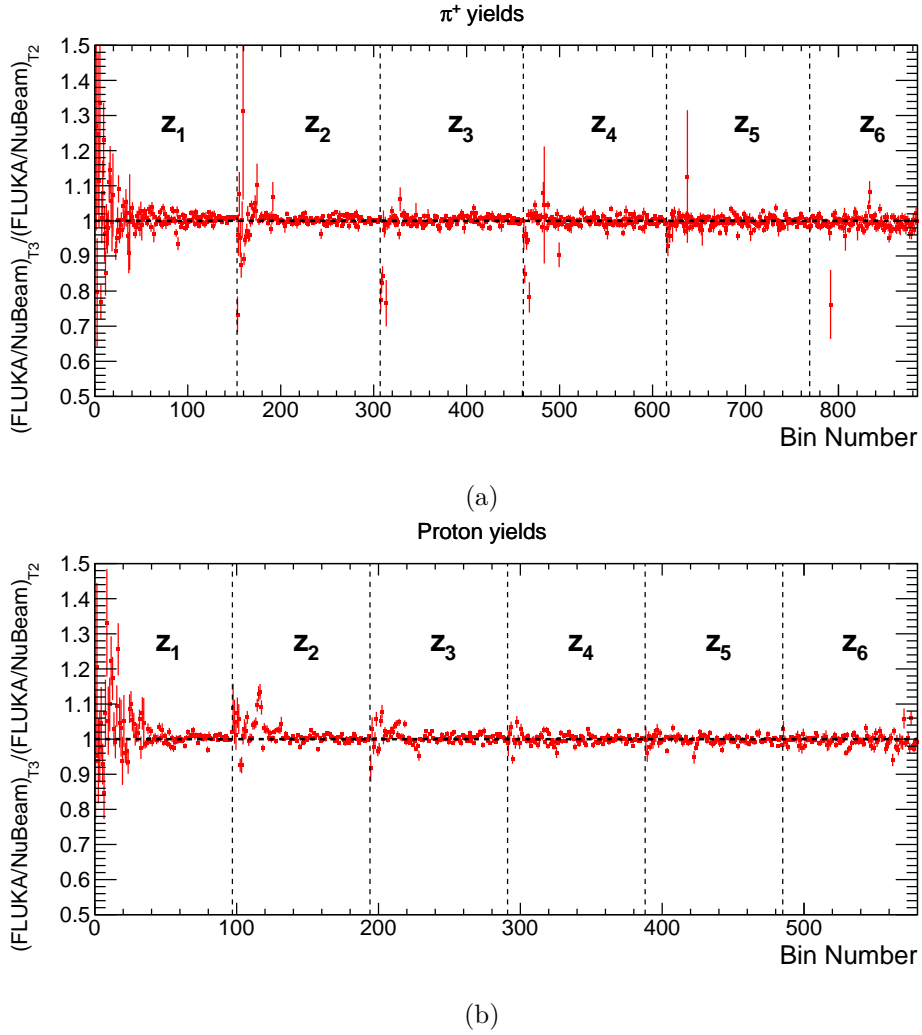 π⁺ yields
(FLUKA/NuBeam)_T3/(FLUKA/NuBeam)_T2
1.5
1.4
1.3
1.2
1.1
1
0.9
0.8
0.7
0.6
0.5
z₁ z₂ z₃ z₄ z₅ z₆
0 100 200 300 400 500 600 700 800
Bin Number
(a)
Proton yields
(FLUKA/NuBeam)_T3/(FLUKA/NuBeam)_T2
1.5
1.4
1.3
1.2
1.1
1
0.9
0.8
0.7
0.6
0.5
z₁ z₂ z₃ z₄ z₅ z₆
0 100 200 300 400 500
Bin Number
(b)